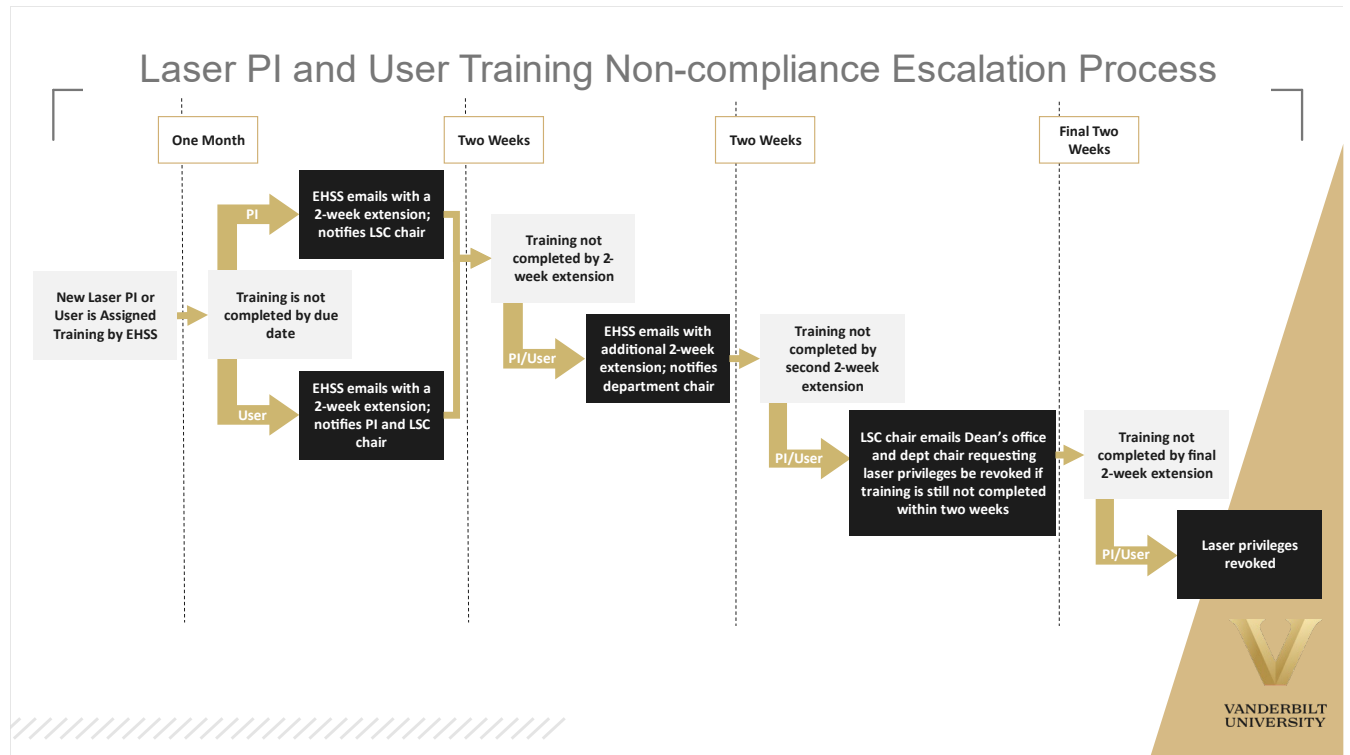 Laser PI and User Training Non-compliance Escalation Process
One Month
Two Weeks
Two Weeks
Final Two
Weeks
New Laser PI or
User is Assigned
Training by EHSS
Training is not
completed by due
date
PI
EHSS emails with a
2-week extension;
notifies LSC chair
User
EHSS emails with a
2-week extension;
notifies PI and LSC
chair
Training not
completed by 2-
week extension
PI/User
EHSS emails with
additional 2-week
extension; notifies
department chair
Training not
completed by
second 2-week
extension
PI/User
LSC chair emails Dean’s office
and dept chair requesting
laser privileges be revoked if
training is still not completed
within two weeks
Training not
completed by final
2-week extension
PI/User
Laser privileges
revoked
VANDERBILT
UNIVERSITY